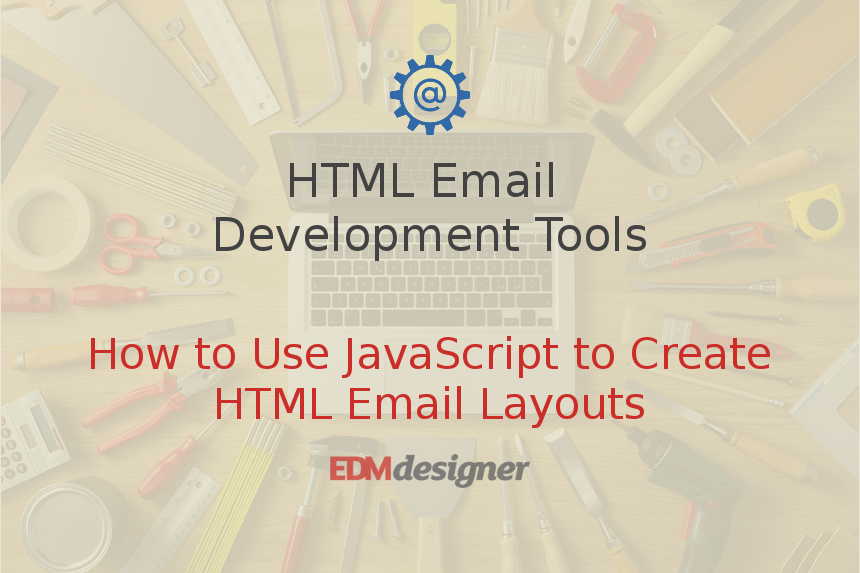 @
HTML Email
Development Tools
How to Use JavaScript to Create
HTML Email Layouts
EDMdesigner